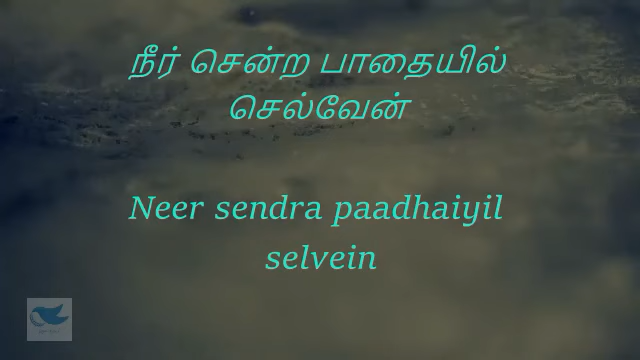 நீர் சென்ற பாதையில்
செல்வேன்
Neer sendra paadhaiyil
selvein